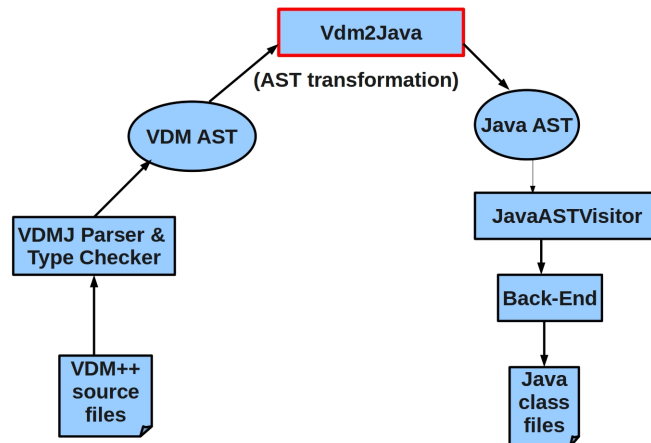 Vdm2Java
(AST transformation)
VDM AST
Java AST
VDMJ Parser &
Type Checker
JavaASTVisitor
Back-End
VDM++
source
files
Java
class
files